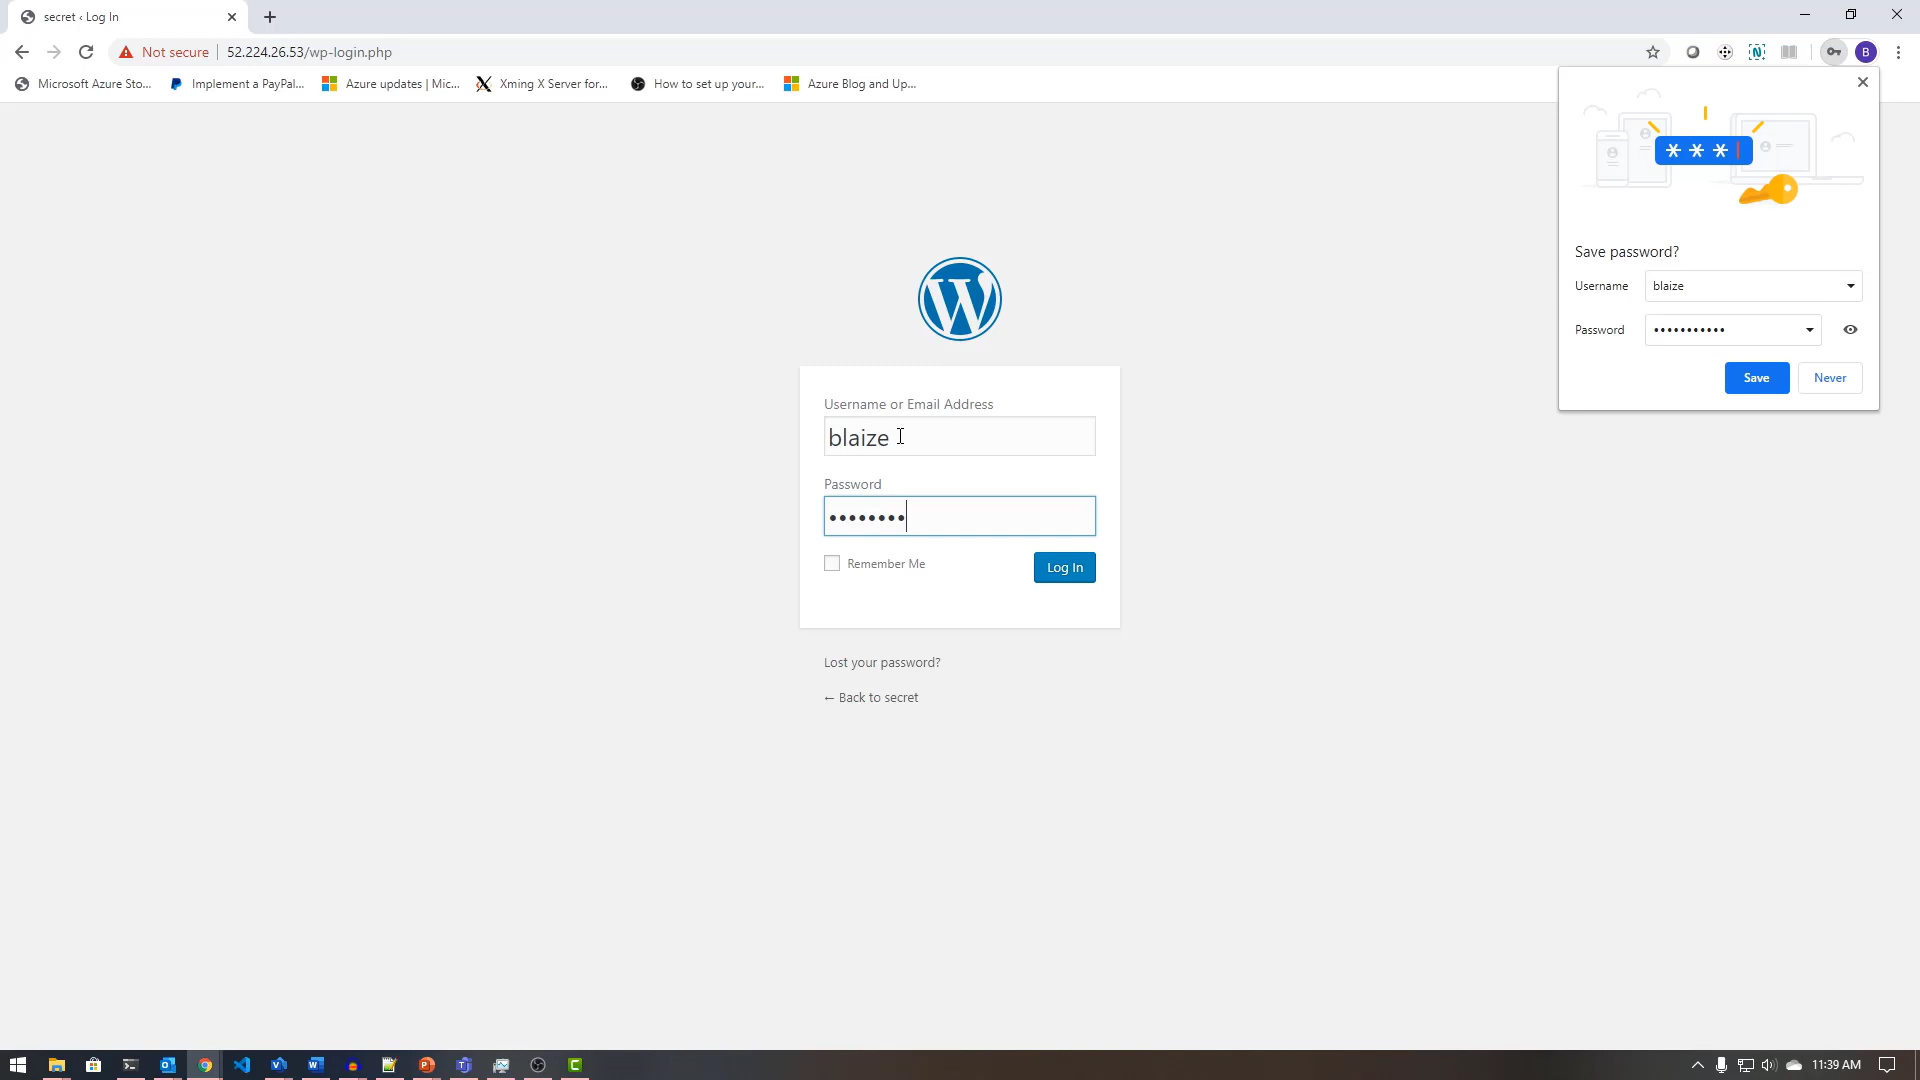 secret ‹ Log In
Not secure
52.224.26.53/wp-login.php
B
Microsoft Azure Sto...
Implement a PayPal...
Azure updates | Mic...
Xming X Server for...
How to set up your...
Azure Blog and Up...
Save password?
Username
blaize
Password
•••••••••••
Save
Never
Username or Email Address
blaize
Password
••••••••
Remember Me
Log In
Lost your password?
← Back to secret
11:39 AM